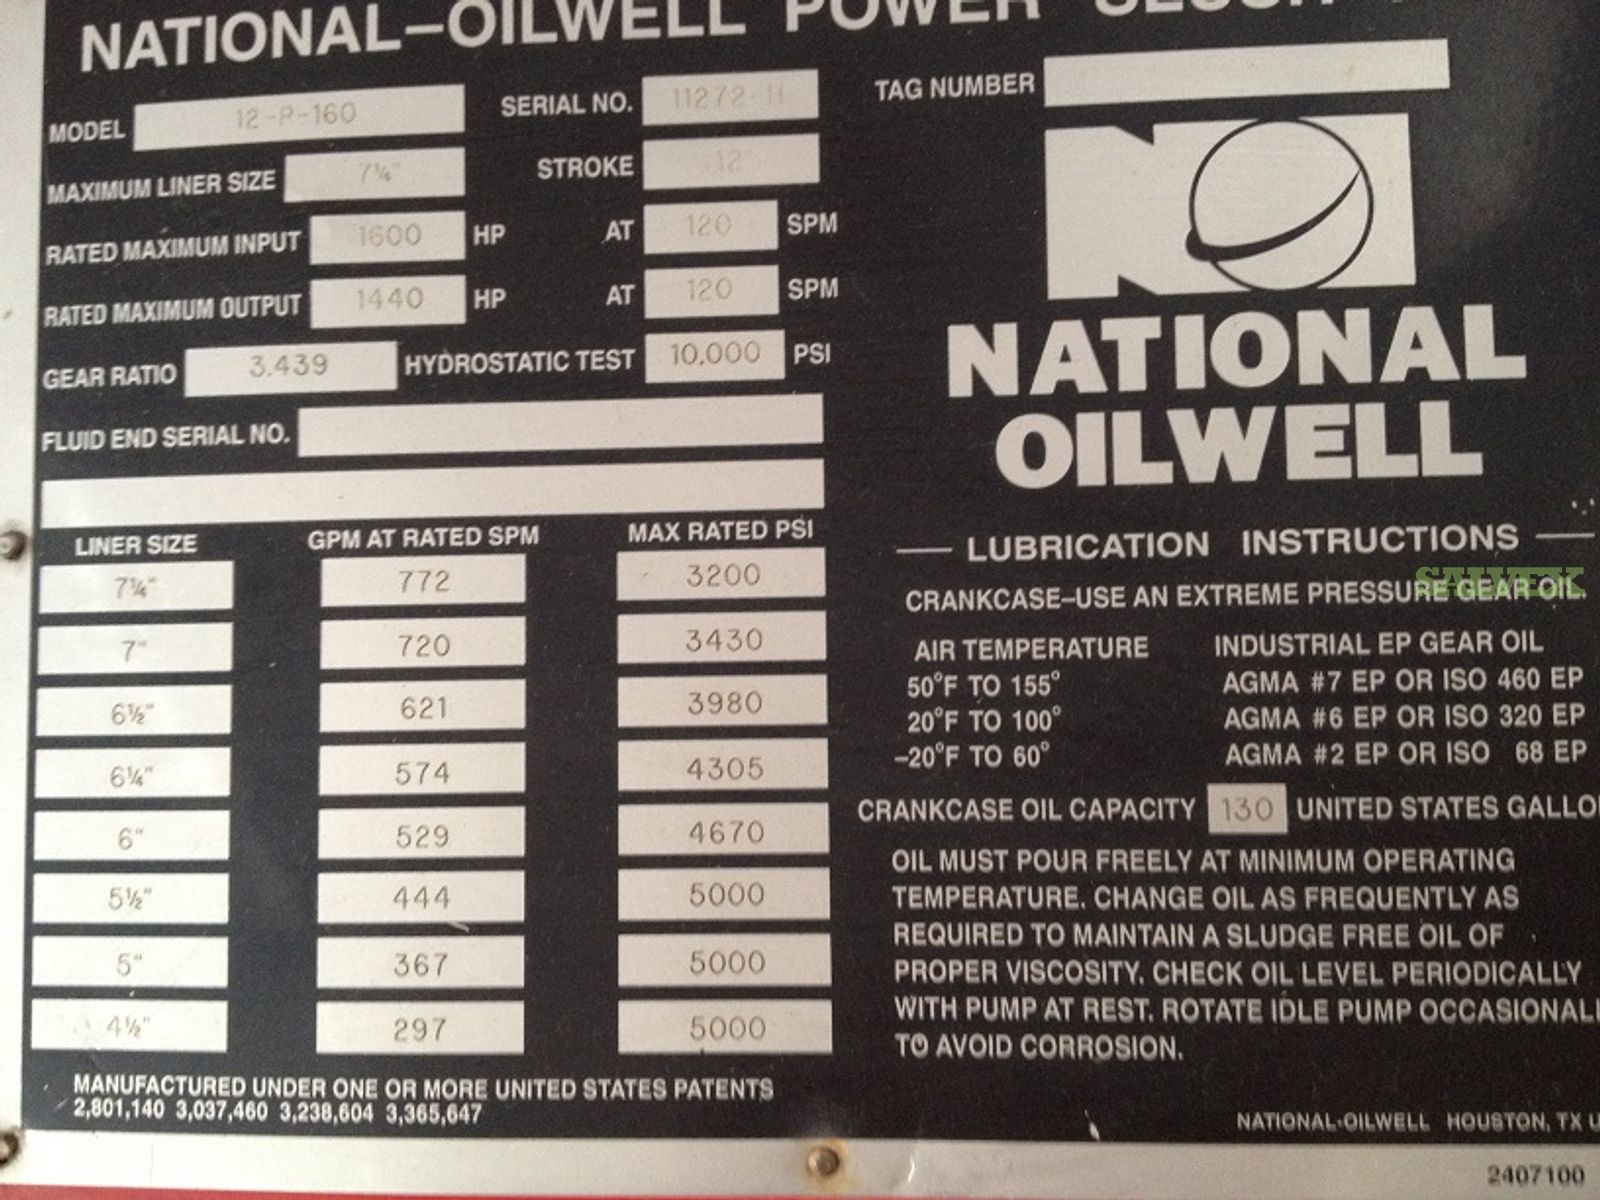 NATIONAL-OILWELL POWER
MODEL 12-P-160 SERIAL NO. 11272-H TAG NUMBER
MAXIMUM LINER SIZE 7¼" STROKE 12"
RATED MAXIMUM INPUT 1600 HP AT 120 SPM
RATED MAXIMUM OUTPUT 1440 HP AT 120 SPM
GEAR RATIO 3.439 HYDROSTATIC TEST 10,000 PSI
FLUID END SERIAL NO.
LINER SIZE GPM AT RATED SPM MAX RATED PSI
7¼" 772 3200
7" 720 3430
6½" 621 3980
6¼" 574 4305
6" 529 4670
5½" 444 5000
5" 367 5000
4½" 297 5000
MANUFACTURED UNDER ONE OR MORE UNITED STATES PATENTS
2,801,140 3,037,460 3,238,604 3,365,647
NATIONAL
OILWELL
LUBRICATION INSTRUCTIONS
SALVEX
CRANKCASE–USE AN EXTREME PRESSURE GEAR OIL.
AIR TEMPERATURE INDUSTRIAL EP GEAR OIL
50°F TO 155° AGMA #7 EP OR ISO 460 EP
20°F TO 100° AGMA #6 EP OR ISO 320 EP
–20°F TO 60° AGMA #2 EP OR ISO 68 EP
CRANKCASE OIL CAPACITY 130 UNITED STATES GALLO
OIL MUST POUR FREELY AT MINIMUM OPERATING
TEMPERATURE. CHANGE OIL AS FREQUENTLY AS
REQUIRED TO MAINTAIN A SLUDGE FREE OIL OF
PROPER VISCOSITY. CHECK OIL LEVEL PERIODICALLY
WITH PUMP AT REST. ROTATE IDLE PUMP OCCASIONALL
TO AVOID CORROSION.
NATIONAL-OILWELL HOUSTON, TX U
2407100